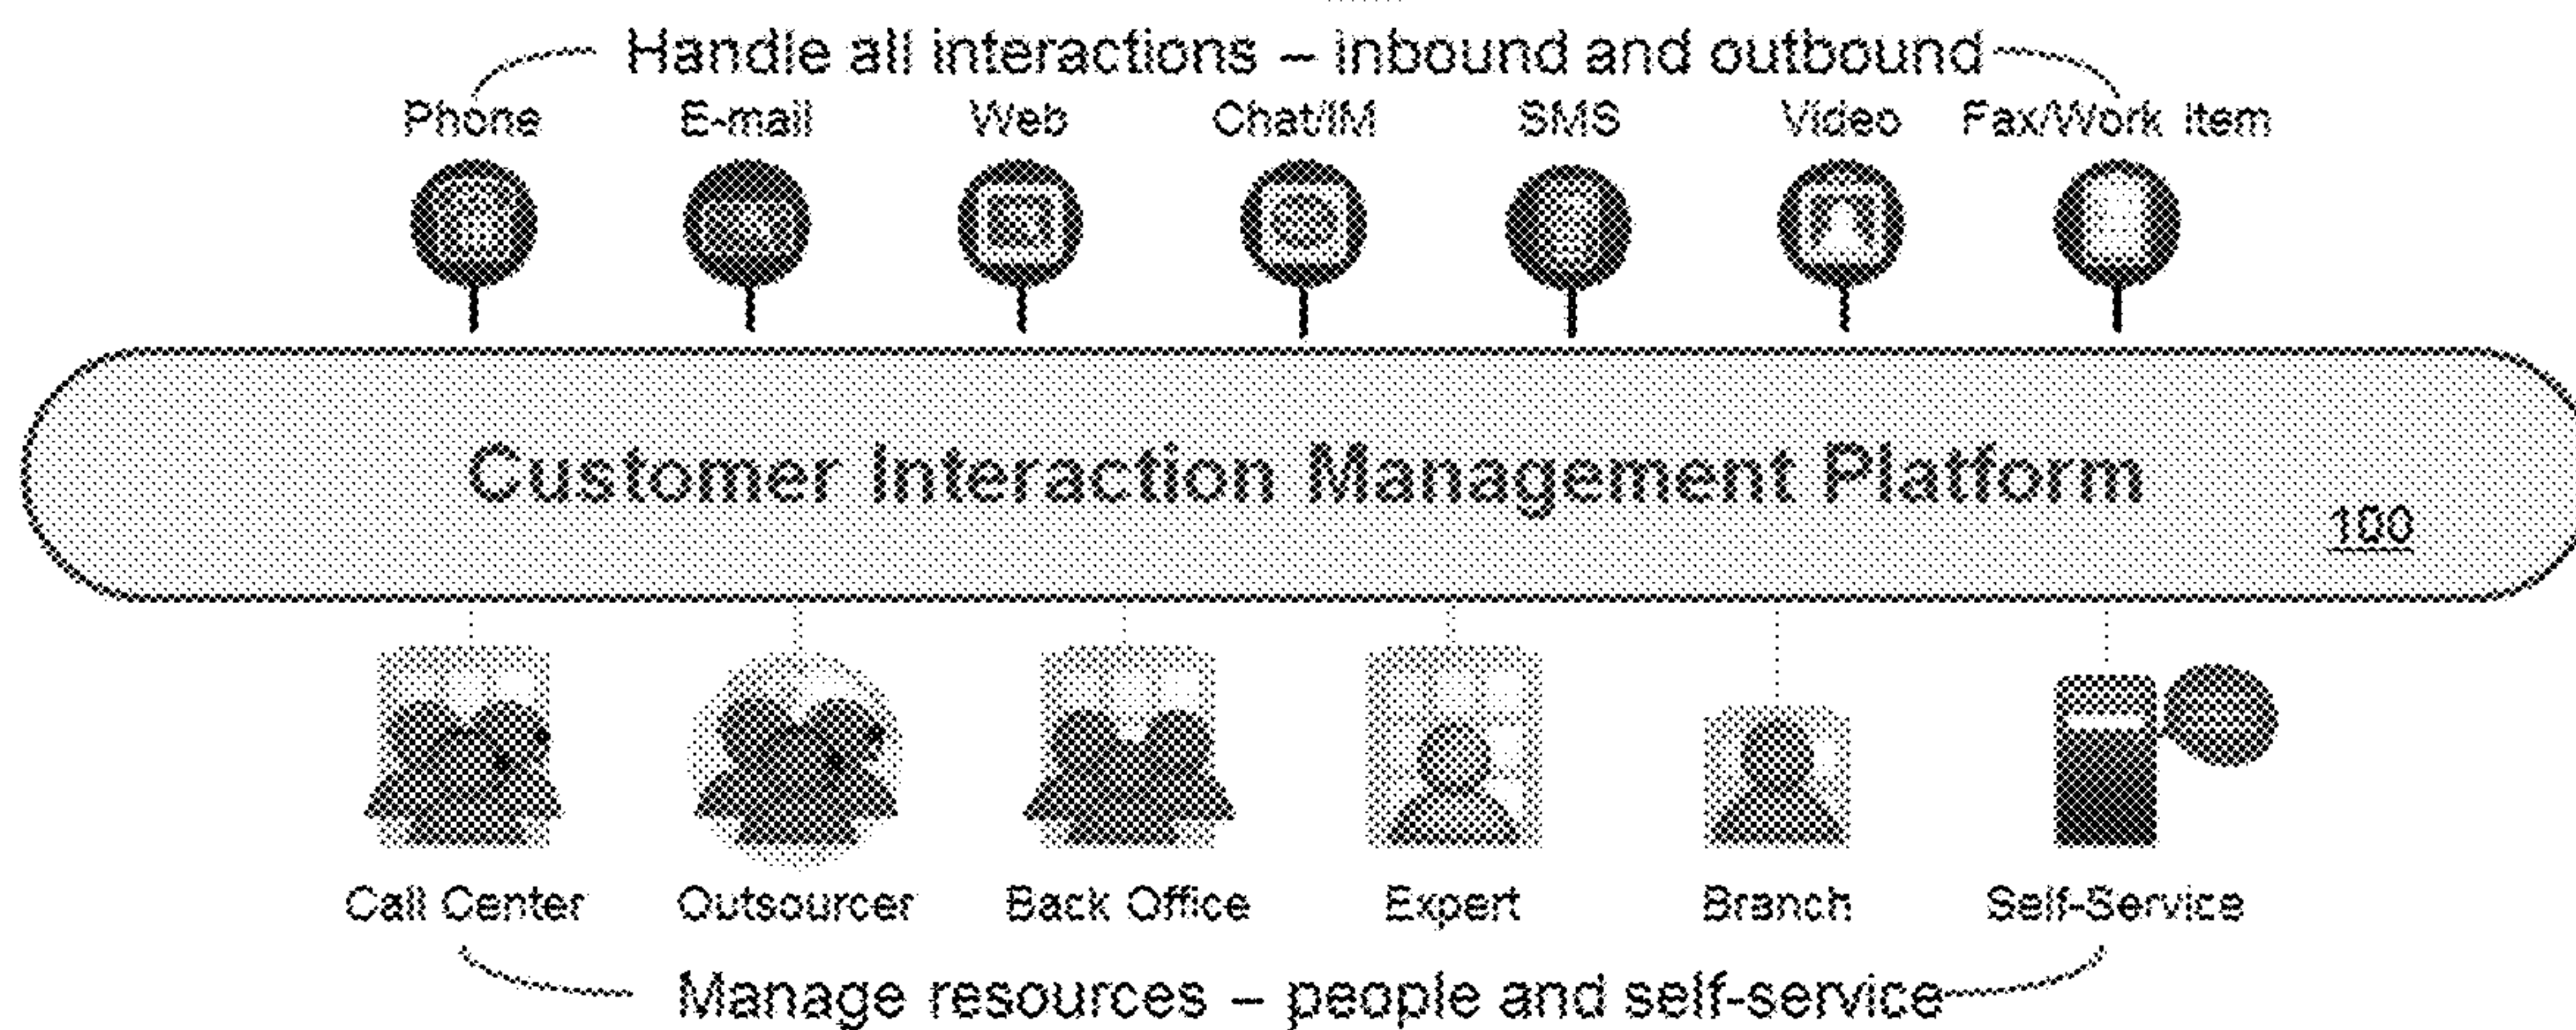 Handle all interactions – inbound and outbound
Phone E-mail Web Chat/IM SMS Video Fax/Work Item
Customer Interaction Management Platform
100
Call Center Outsourcer Back Office Expert Branch Self-Service
Manage resources – people and self-service